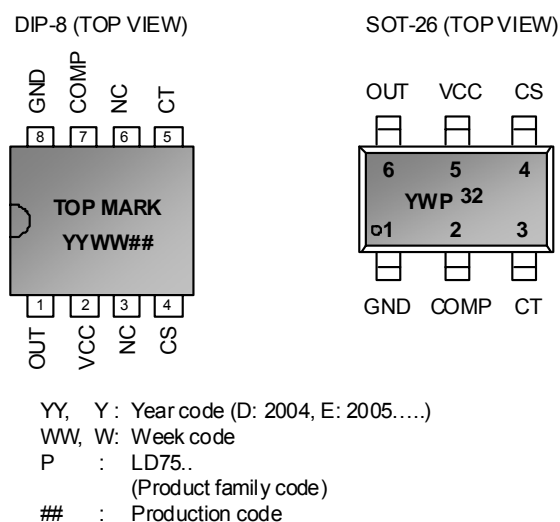 DIP-8 (TOP VIEW)
SOT-26 (TOP VIEW)
GND COMP NC CT
8 7 6 5
TOP MARK
YYWW##
1 2 3 4
OUT VCC NC CS
OUT VCC CS
6 5 4
YWP 32
1 2 3
GND COMP CT
YY, Y : Year code (D: 2004, E: 2005…..)
WW, W: Week code
P : LD75..
(Product family code)
## : Production code